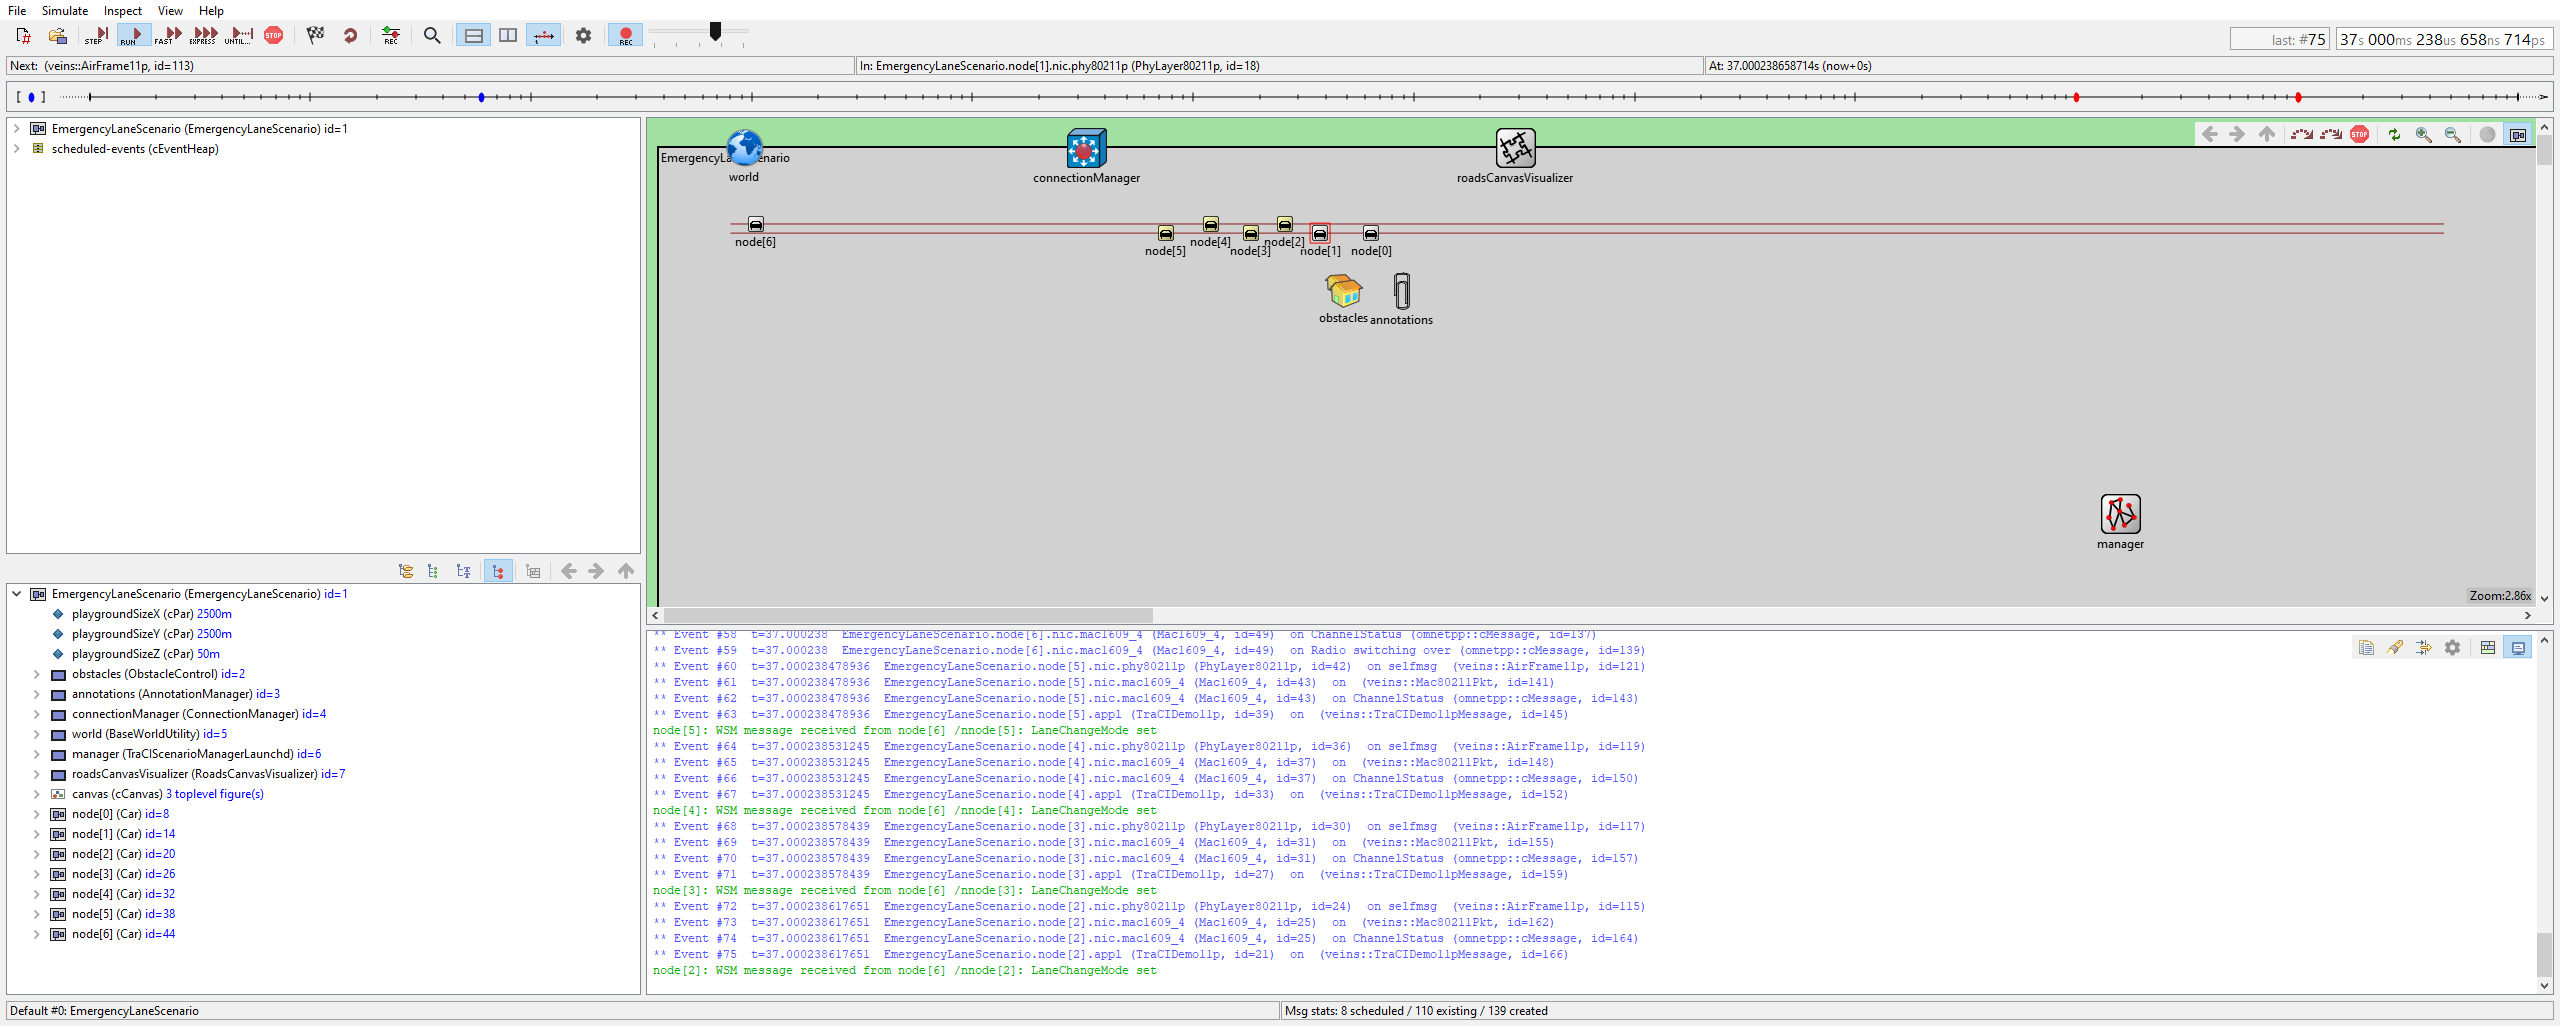 File Simulate Inspect View Help
STEP RUN FAST EXPRESS UNTIL... STOP REC REC
last: #75 37s 000ms 238us 658ns 714ps
Next: (veins::AirFrame11p, id=113) In: EmergencyLaneScenario.node[1].nic.phy80211p (PhyLayer80211p, id=18) At: 37.000238658714s (now+0s)
EmergencyLaneScenario (EmergencyLaneScenario) id=1
scheduled-events (cEventHeap)
STOP
world
connectionManager
roadsCanvasVisualizer
node[6]
node[5]
node[4]
node[3]
node[2]
node[1]
node[0]
obstacles
annotations
manager
Zoom:2.86x
EmergencyLaneScenario (EmergencyLaneScenario) id=1
playgroundSizeX (cPar) 2500m
playgroundSizeY (cPar) 2500m
playgroundSizeZ (cPar) 50m
obstacles (ObstacleControl) id=2
annotations (AnnotationManager) id=3
connectionManager (ConnectionManager) id=4
world (BaseWorldUtility) id=5
manager (TraCIScenarioManagerLaunchd) id=6
roadsCanvasVisualizer (RoadsCanvasVisualizer) id=7
canvas (cCanvas) 3 toplevel figure(s)
node[0] (Car) id=8
node[1] (Car) id=14
node[2] (Car) id=20
node[3] (Car) id=26
node[4] (Car) id=32
node[5] (Car) id=38
node[6] (Car) id=44
** Event #58 t=37.000238 EmergencyLaneScenario.node[6].nic.mac1609_4 (Mac1609_4, id=49) on ChannelStatus (omnetpp::cMessage, id=137)
** Event #59 t=37.000238 EmergencyLaneScenario.node[6].nic.mac1609_4 (Mac1609_4, id=49) on Radio switching over (omnetpp::cMessage, id=139)
** Event #60 t=37.000238478936 EmergencyLaneScenario.node[5].nic.phy80211p (PhyLayer80211p, id=42) on selfmsg (veins::AirFrame11p, id=121)
** Event #61 t=37.000238478936 EmergencyLaneScenario.node[5].nic.mac1609_4 (Mac1609_4, id=43) on (veins::Mac80211Pkt, id=141)
** Event #62 t=37.000238478936 EmergencyLaneScenario.node[5].nic.mac1609_4 (Mac1609_4, id=43) on ChannelStatus (omnetpp::cMessage, id=143)
** Event #63 t=37.000238478936 EmergencyLaneScenario.node[5].appl (TraCIDemo11p, id=39) on (veins::TraCIDemo11pMessage, id=145)
node[5]: WSM message received from node[6] /nnode[5]: LaneChangeMode set
** Event #64 t=37.000238531245 EmergencyLaneScenario.node[4].nic.phy80211p (PhyLayer80211p, id=36) on selfmsg (veins::AirFrame11p, id=119)
** Event #65 t=37.000238531245 EmergencyLaneScenario.node[4].nic.mac1609_4 (Mac1609_4, id=37) on (veins::Mac80211Pkt, id=148)
** Event #66 t=37.000238531245 EmergencyLaneScenario.node[4].nic.mac1609_4 (Mac1609_4, id=37) on ChannelStatus (omnetpp::cMessage, id=150)
** Event #67 t=37.000238531245 EmergencyLaneScenario.node[4].appl (TraCIDemo11p, id=33) on (veins::TraCIDemo11pMessage, id=152)
node[4]: WSM message received from node[6] /nnode[4]: LaneChangeMode set
** Event #68 t=37.000238578439 EmergencyLaneScenario.node[3].nic.phy80211p (PhyLayer80211p, id=30) on selfmsg (veins::AirFrame11p, id=117)
** Event #69 t=37.000238578439 EmergencyLaneScenario.node[3].nic.mac1609_4 (Mac1609_4, id=31) on (veins::Mac80211Pkt, id=155)
** Event #70 t=37.000238578439 EmergencyLaneScenario.node[3].nic.mac1609_4 (Mac1609_4, id=31) on ChannelStatus (omnetpp::cMessage, id=157)
** Event #71 t=37.000238578439 EmergencyLaneScenario.node[3].appl (TraCIDemo11p, id=27) on (veins::TraCIDemo11pMessage, id=159)
node[3]: WSM message received from node[6] /nnode[3]: LaneChangeMode set
** Event #72 t=37.000238617651 EmergencyLaneScenario.node[2].nic.phy80211p (PhyLayer80211p, id=24) on selfmsg (veins::AirFrame11p, id=115)
** Event #73 t=37.000238617651 EmergencyLaneScenario.node[2].nic.mac1609_4 (Mac1609_4, id=25) on (veins::Mac80211Pkt, id=162)
** Event #74 t=37.000238617651 EmergencyLaneScenario.node[2].nic.mac1609_4 (Mac1609_4, id=25) on ChannelStatus (omnetpp::cMessage, id=164)
** Event #75 t=37.000238617651 EmergencyLaneScenario.node[2].appl (TraCIDemo11p, id=21) on (veins::TraCIDemo11pMessage, id=166)
node[2]: WSM message received from node[6] /nnode[2]: LaneChangeMode set
Default #0: EmergencyLaneScenario Msg stats: 8 scheduled / 110 existing / 139 created